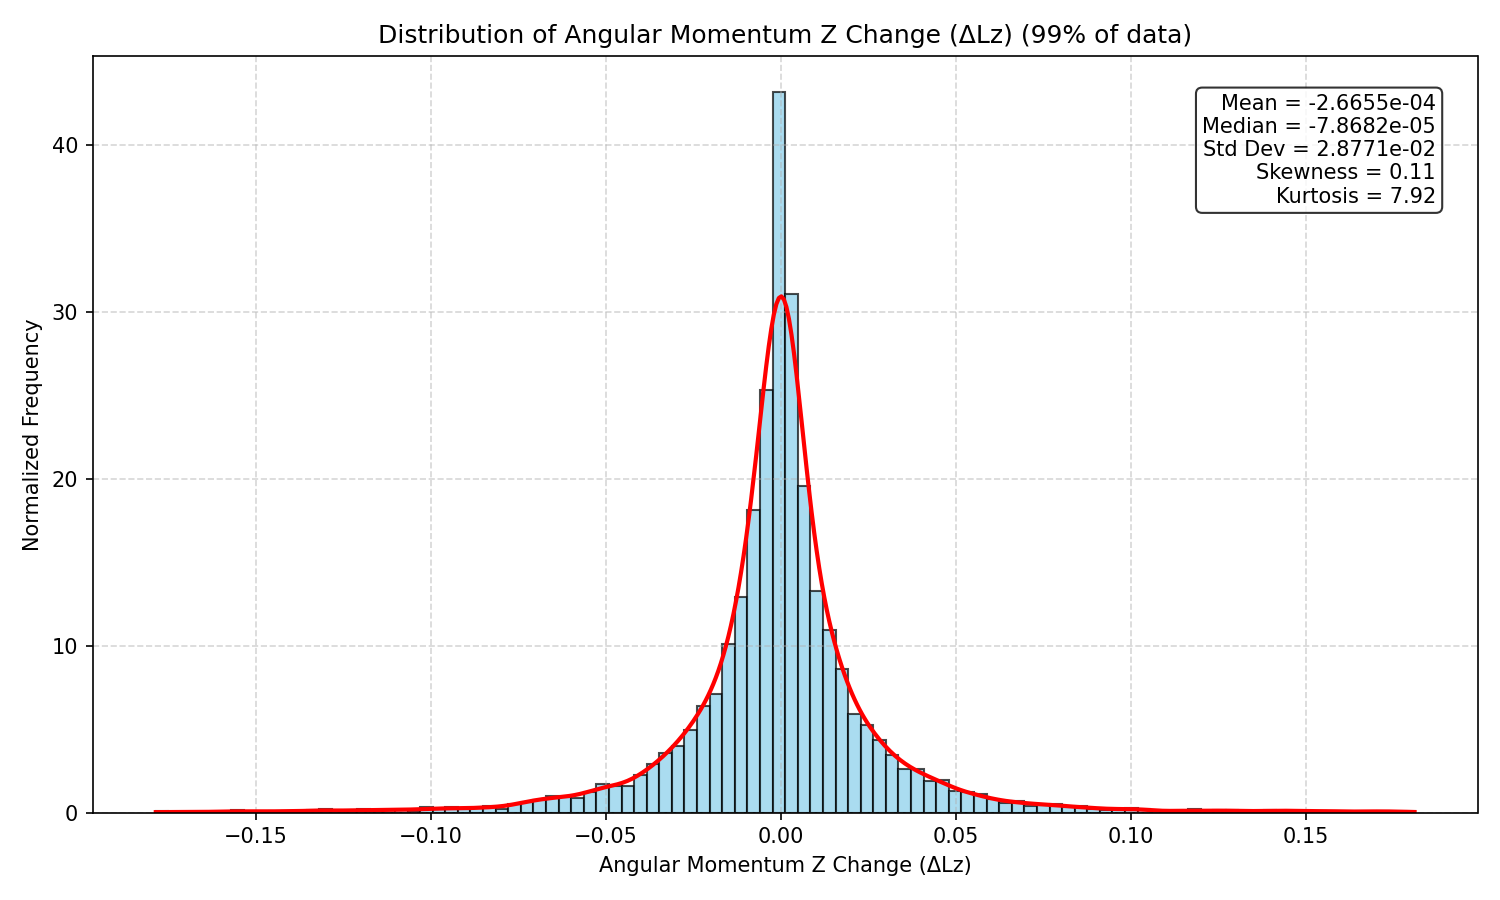 Distribution of Angular Momentum Z Change (ΔLz) (99% of data)
Mean = -2.6655e-04
Median = -7.8682e-05
Std Dev = 2.8771e-02
Skewness = 0.11
Kurtosis = 7.92
Normalized Frequency
40
30
20
10
0
−0.15 −0.10 −0.05 0.00 0.05 0.10 0.15
Angular Momentum Z Change (ΔLz)